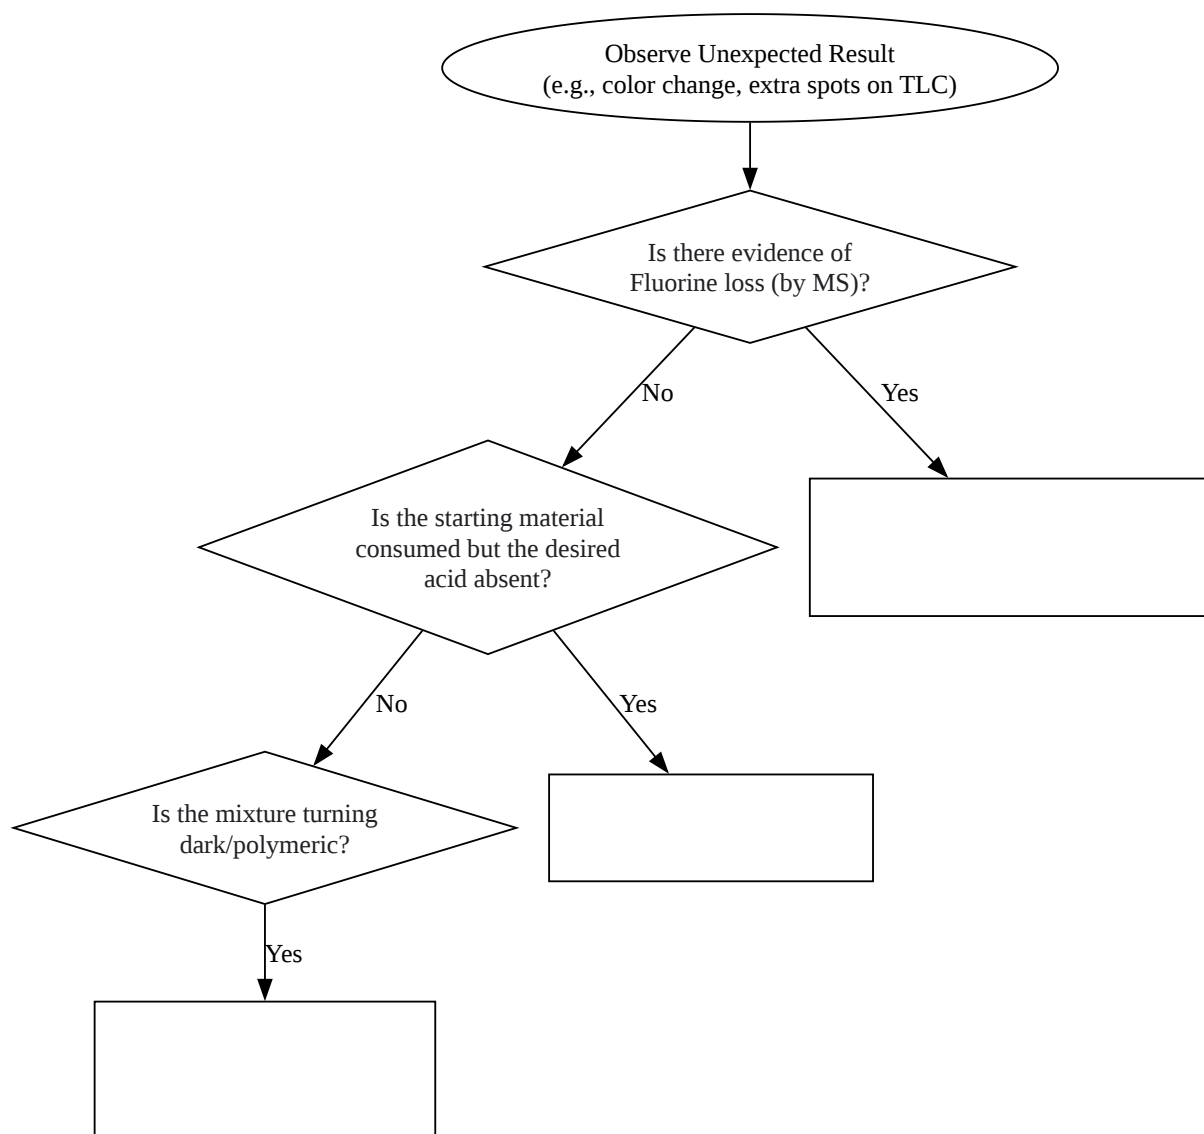 Observe Unexpected Result
(e.g., color change, extra spots on TLC)
Is there evidence of
Fluorine loss (by MS)?
No
Yes
Is the starting material
consumed but the desired
acid absent?
No
Yes
Is the mixture turning
dark/polymeric?
Yes